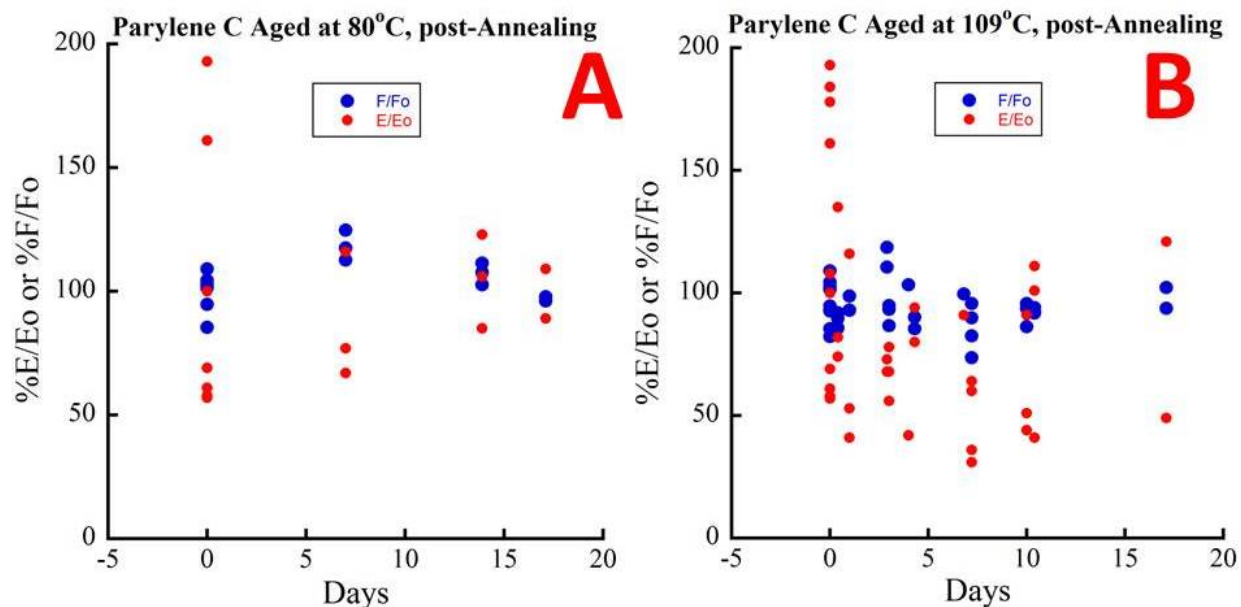 Parylene C Aged at 80°C, post-Annealing
A
F/Fo
E/Eo
%E/Eo or %F/Fo
200
150
100
50
0
-5 0 5 10 15 20
Days
Parylene C Aged at 109°C, post-Annealing
B
F/Fo
E/Eo
%E/Eo or %F/Fo
200
150
100
50
0
-5 0 5 10 15 20
Days